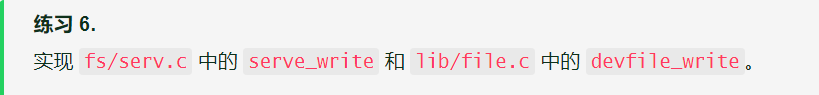 练习 6.
实现 fs/serv.c 中的 serve_write 和 lib/file.c 中的 devfile_write。